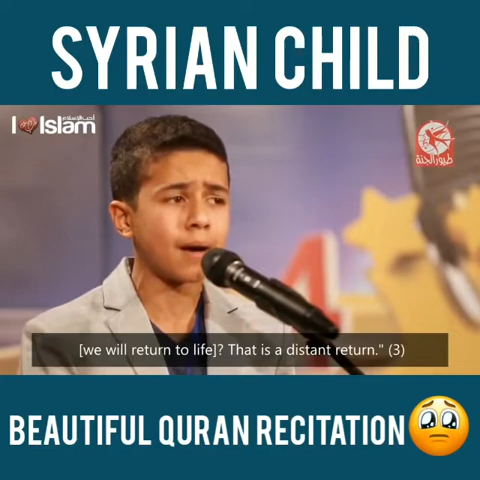 SYRIAN CHILD
I Islam
أحب الإسلام
طيور الجنة
4
[we will return to life]? That is a distant return." (3)
BEAUTIFUL QURAN RECITATION